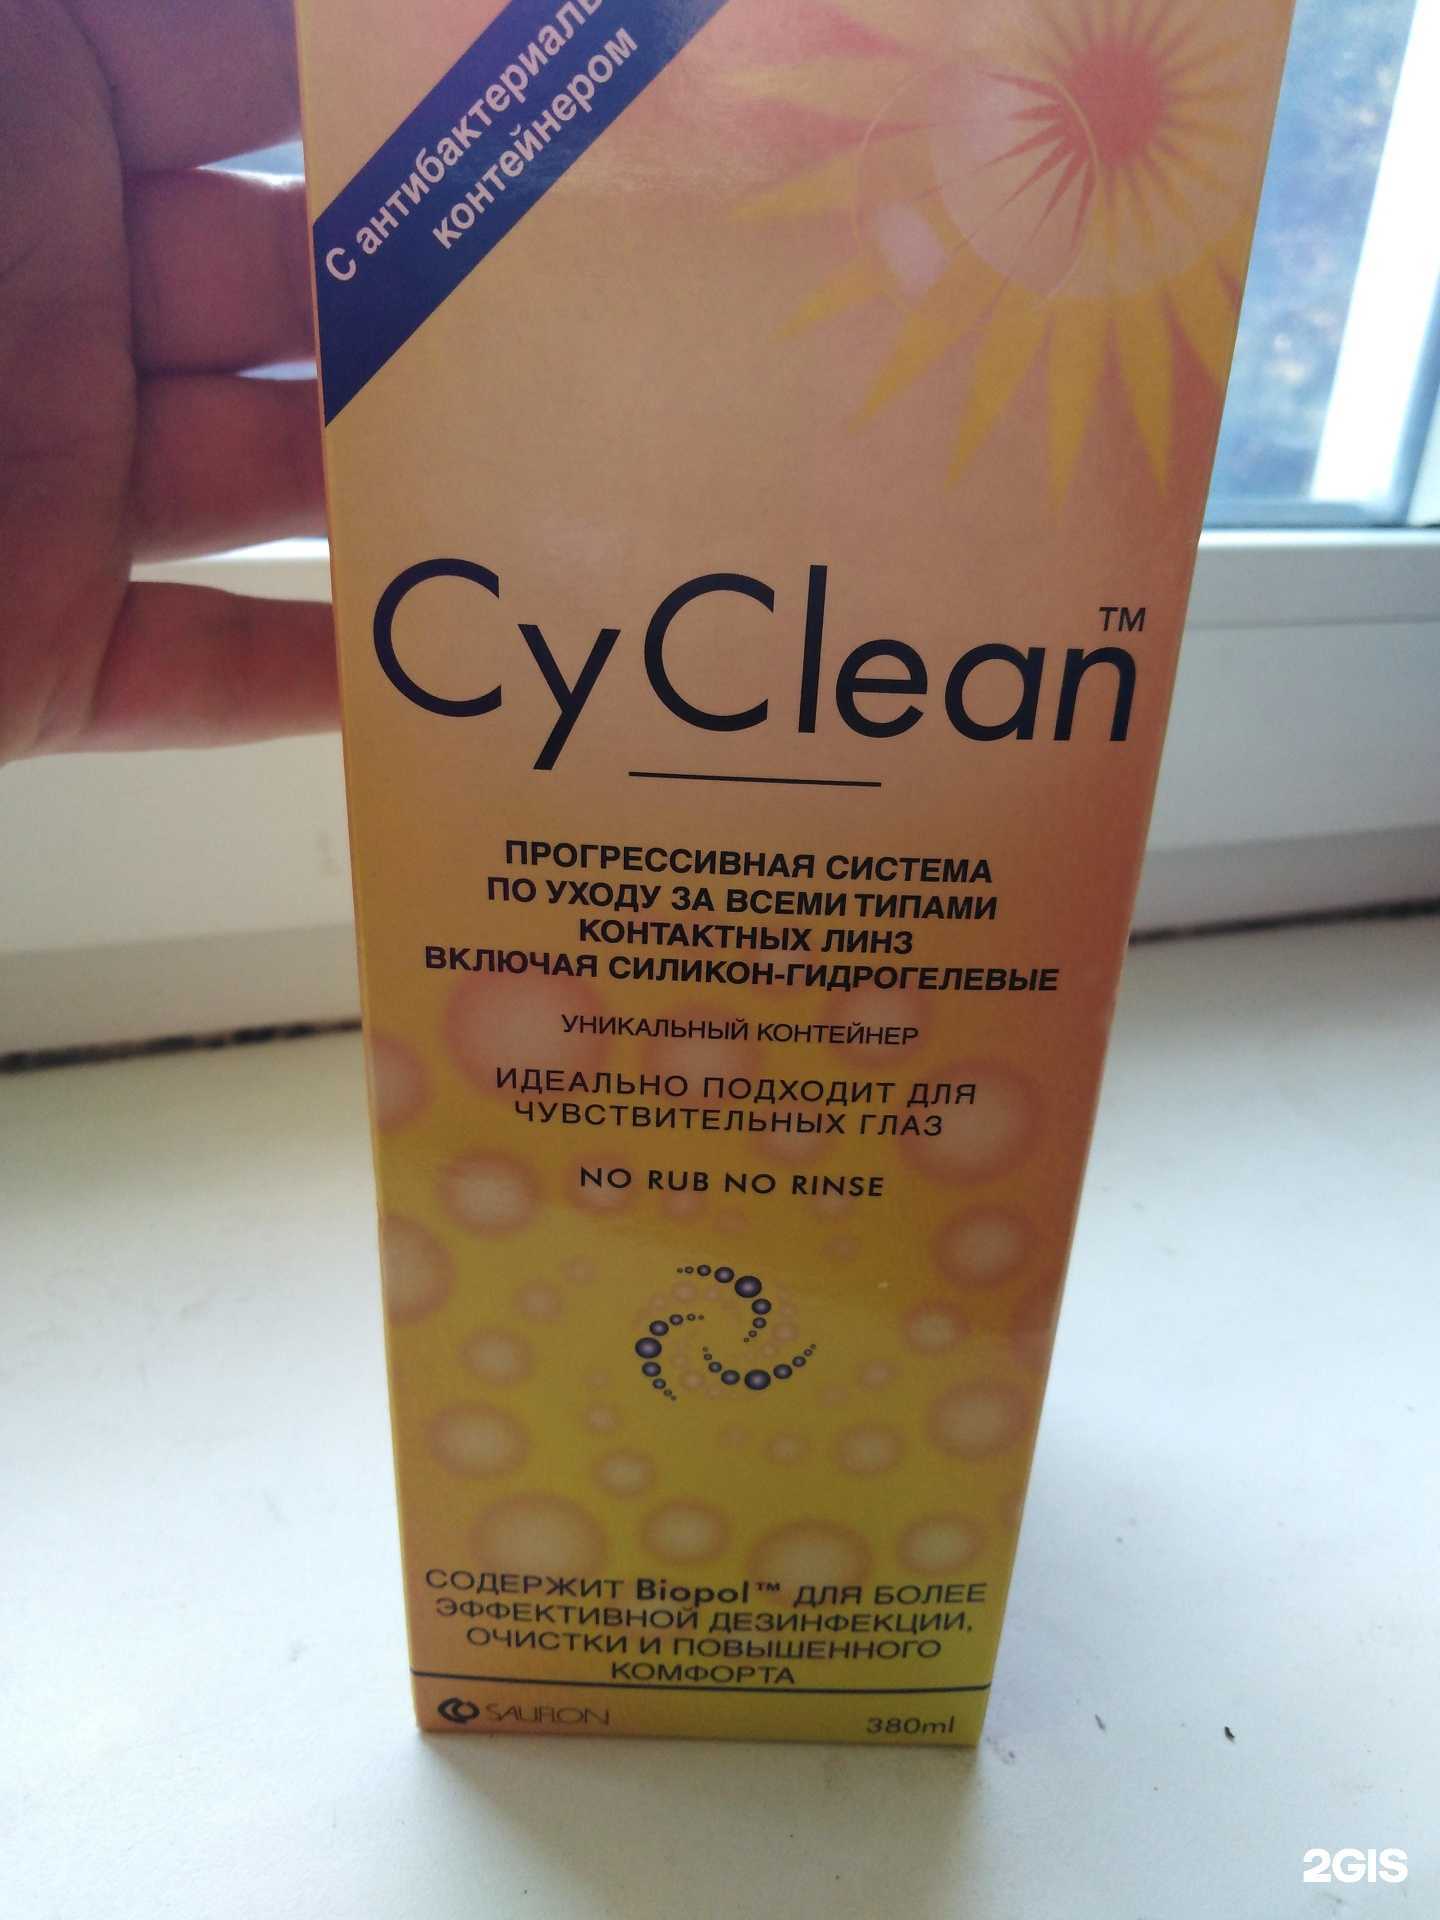 С антибактериаль
контейнером
CyClean™
ПРОГРЕССИВНАЯ СИСТЕМА
ПО УХОДУ ЗА ВСЕМИ ТИПАМИ
КОНТАКТНЫХ ЛИНЗ
ВКЛЮЧАЯ СИЛИКОН-ГИДРОГЕЛЕВЫЕ
УНИКАЛЬНЫЙ КОНТЕЙНЕР
ИДЕАЛЬНО ПОДХОДИТ ДЛЯ
ЧУВСТВИТЕЛЬНЫХ ГЛАЗ
NO RUB NO RINSE
СОДЕРЖИТ Biopol™ ДЛЯ БОЛЕЕ
ЭФФЕКТИВНОЙ ДЕЗИНФЕКЦИИ,
ОЧИСТКИ И ПОВЫШЕННОГО
КОМФОРТА
SAUFLON
380ml
2GIS